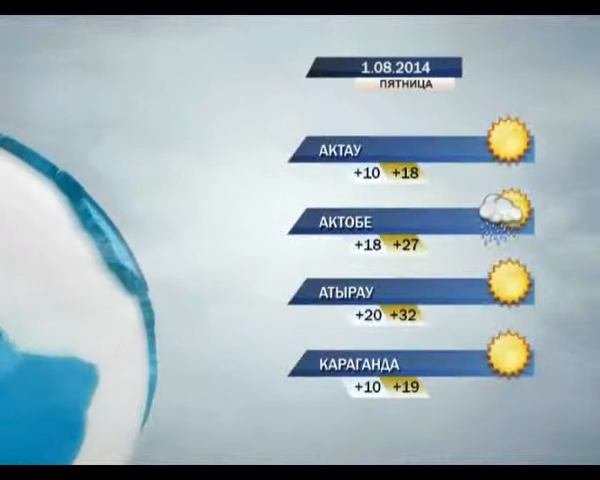 1.08.2014
ПЯТНИЦА
АКТАУ
+10 +18
АКТОБЕ
+18 +27
АТЫРАУ
+20 +32
КАРАГАНДА
+10 +19